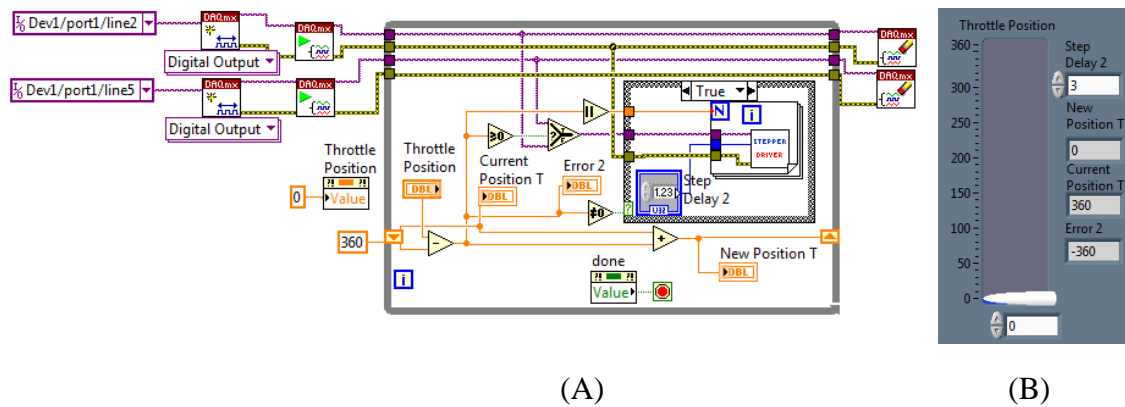 Dev1/port1/line2
DAQmx
Digital Output
DAQmx
Dev1/port1/line5
DAQmx
Digital Output
DAQmx
DAQmx
DAQmx
True
N
i
STEPPER
DRIVER
≥0
?
F
Throttle
Position
Value
0
Throttle
Position
DBL
Current
Position T
DBL
Error 2
DBL
≠0
?
1.23
U32
Step
Delay 2
360
-
+
New Position T
DBL
done
Value
i
(A)
Throttle Position
360
300
250
200
150
100
50
0
0
Step
Delay 2
3
New
Position T
0
Current
Position T
360
Error 2
-360
(B)